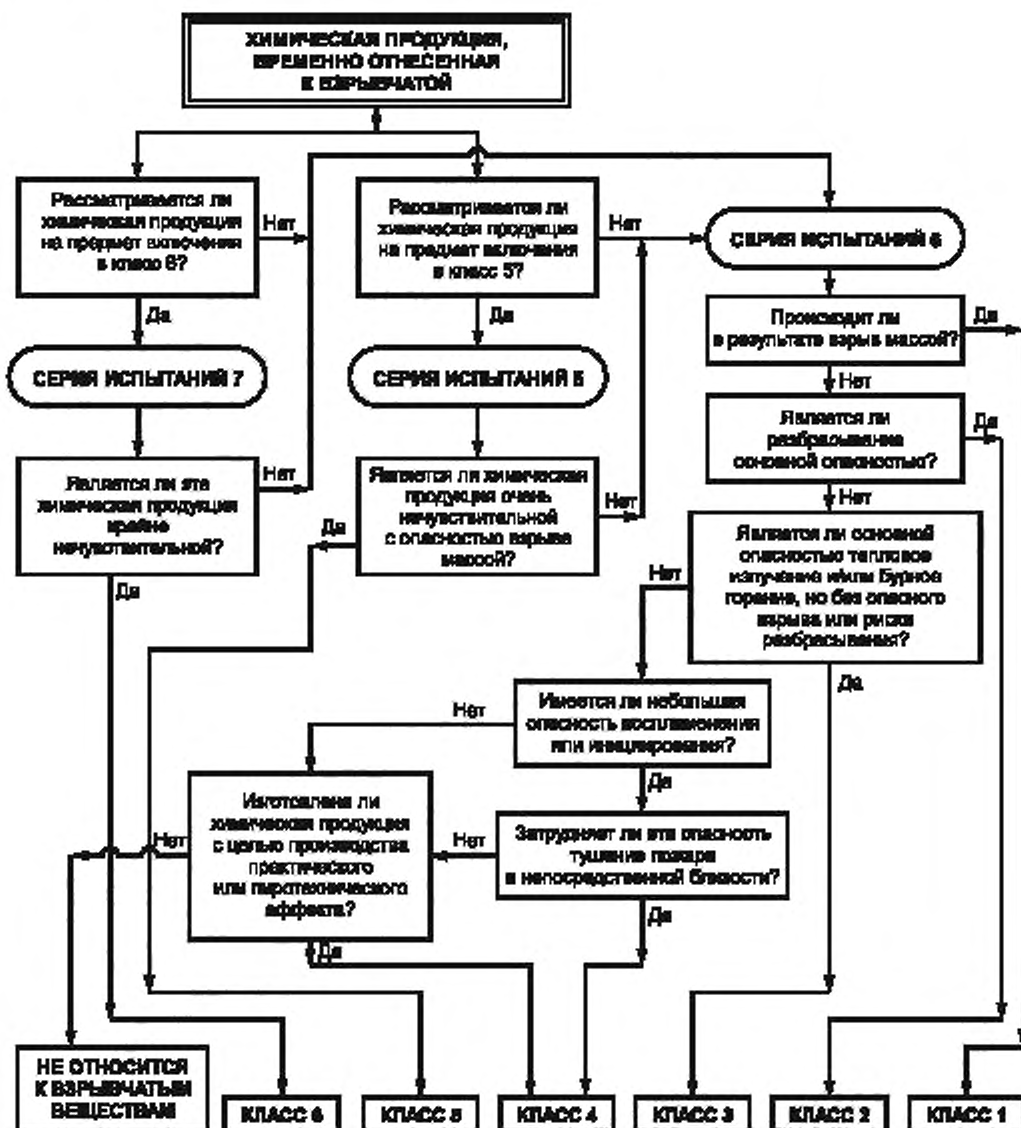 ХИМИЧЕСКАЯ ПРОДУКЦИЯ,
ВРЕМЕННО ОТНЕСЕННАЯ
К ВЗРЫВЧАТОЙ
Рассматривается ли
химическая продукция
на предмет включения
в класс 6?
Нет
Да
Рассматривается ли
химическая продукция
на предмет включения
в класс 5?
Нет
Да
СЕРИЯ ИСПЫТАНИЙ 6
Происходит ли
в результате взрыв массой?
Да
Нет
СЕРИЯ ИСПЫТАНИЙ 7
СЕРИЯ ИСПЫТАНИЙ 5
Является ли
разбрасывание
основной опасностью?
Да
Нет
Является ли эта
химическая продукция
крайне
нечувствительной?
Нет
Да
Является ли химическая
продукция очень
нечувствительной
с опасностью взрыва
массой?
Нет
Да
Является ли основной
опасностью тепловое
излучение и/или бурное
горение, но без опасного
взрыва или риска
разбрасывания?
Нет
Да
Имеется ли небольшая
опасность воспламенения
или инициирования?
Нет
Да
Изготовлена ли
химическая продукция
с целью производства
практического
или пиротехнического
эффекта?
Нет
Да
Затрудняет ли эта опасность
тушение пожара
в непосредственной близости?
Нет
Да
НЕ ОТНОСИТСЯ
К ВЗРЫВЧАТЫМ
ВЕЩЕСТВАМ
КЛАСС 6
КЛАСС 5
КЛАСС 4
КЛАСС 3
КЛАСС 2
КЛАСС 1